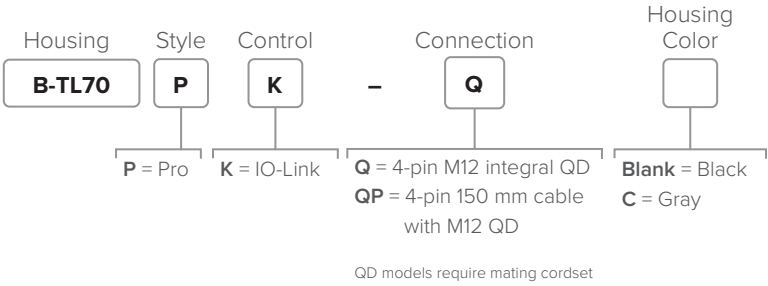 Housing Style Control Connection Housing Color
B-TL70 P K – Q
P = Pro
K = IO-Link
Q = 4-pin M12 integral QD
QP = 4-pin 150 mm cable
with M12 QD
Blank = Black
C = Gray
QD models require mating cordset